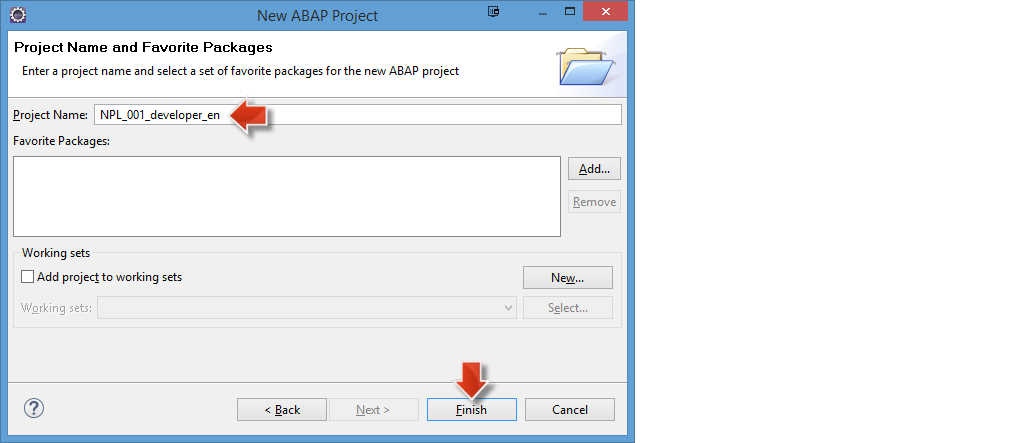 New ABAP Project
Project Name and Favorite Packages
Enter a project name and select a set of favorite packages for the new ABAP project
Project Name: NPL_001_developer_en
Favorite Packages:
Add...
Remove
Working sets
Add project to working sets
New...
Working sets:
Select...
? < Back Next > Finish Cancel